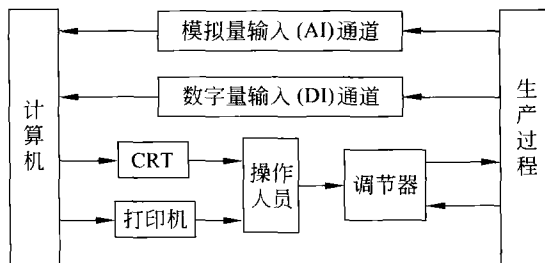 模拟量输入(AI)通道
数字量输入(DI)通道
计算机
CRT
打印机
操作
人员
调节器
生产过程